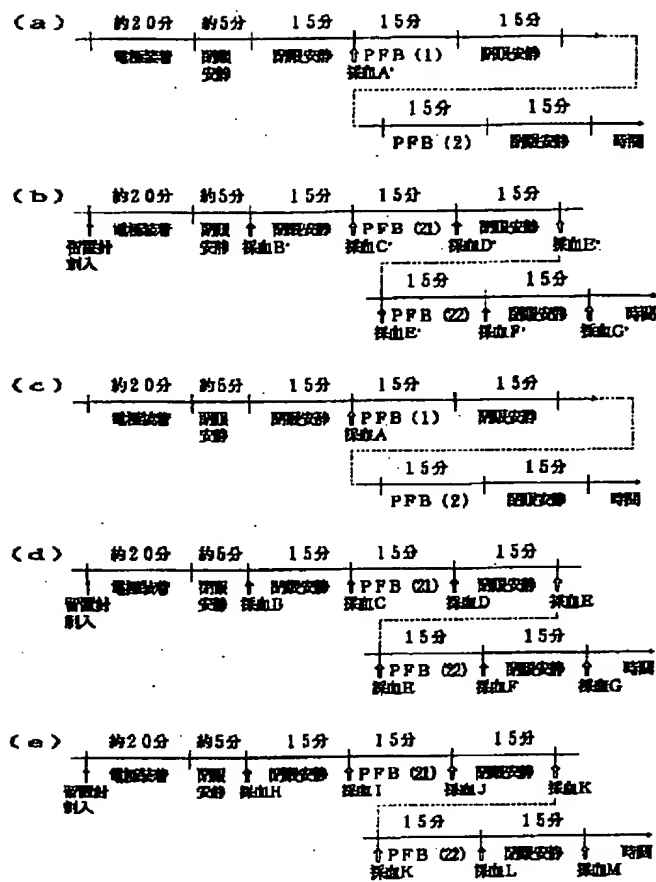 (a) 約20分 約5分 15分 15分 15分
電極装着 閉眼安静 閉眼安静 PFB(1) 閉眼安静
採血A'
15分 15分
PFB(2) 閉眼安静 時間
(b) 約20分 約5分 15分 15分 15分
電極装着 閉眼安静 閉眼安静 PFB(21) 閉眼安静
留置針刺入 採血B' 採血C' 採血D' 採血E'
15分 15分
PFB(22) 閉眼安静 時間
採血E' 採血F' 採血G'
(c) 約20分 約5分 15分 15分 15分
電極装着 閉眼安静 閉眼安静 PFB(1) 閉眼安静
採血A
15分 15分
PFB(2) 閉眼安静 時間
(d) 約20分 約5分 15分 15分 15分
電極装着 閉眼安静 閉眼安静 PFB(21) 閉眼安静
留置針刺入 採血B 採血C 採血D 採血E
15分 15分
PFB(22) 閉眼安静 時間
採血E 採血F 採血G
(e) 約20分 約5分 15分 15分 15分
電極装着 閉眼安静 閉眼安静 PFB(21) 閉眼安静
留置針刺入 採血H 採血I 採血J 採血K
15分 15分
PFB(22) 閉眼安静 時間
採血K 採血L 採血M